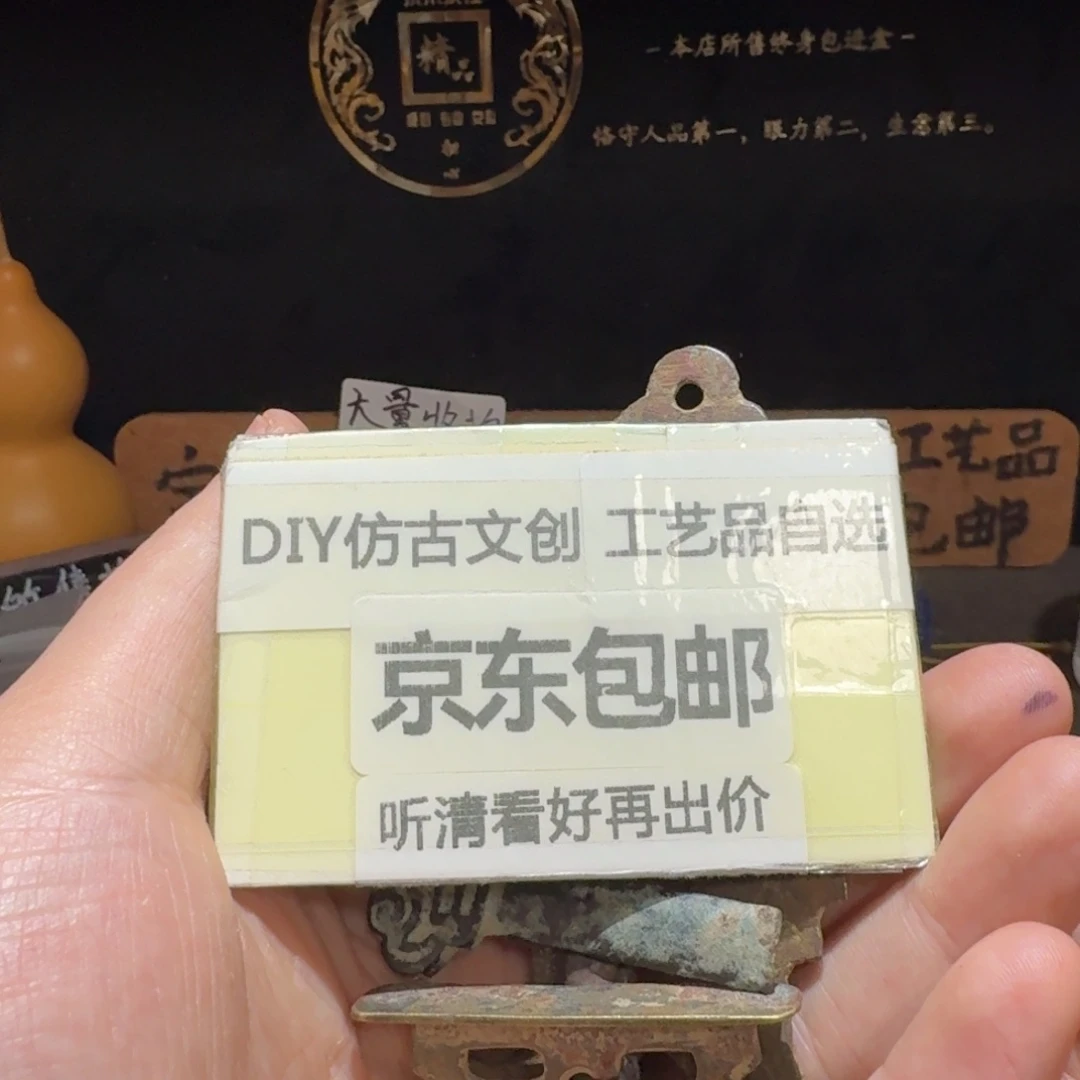 精品
-本店所售终身包进盒-
恪守人品第一，眼力第二，生意第三。
大量收
工艺品
包邮
DIY仿古文创 工艺品自选
京东包邮
听清看好再出价